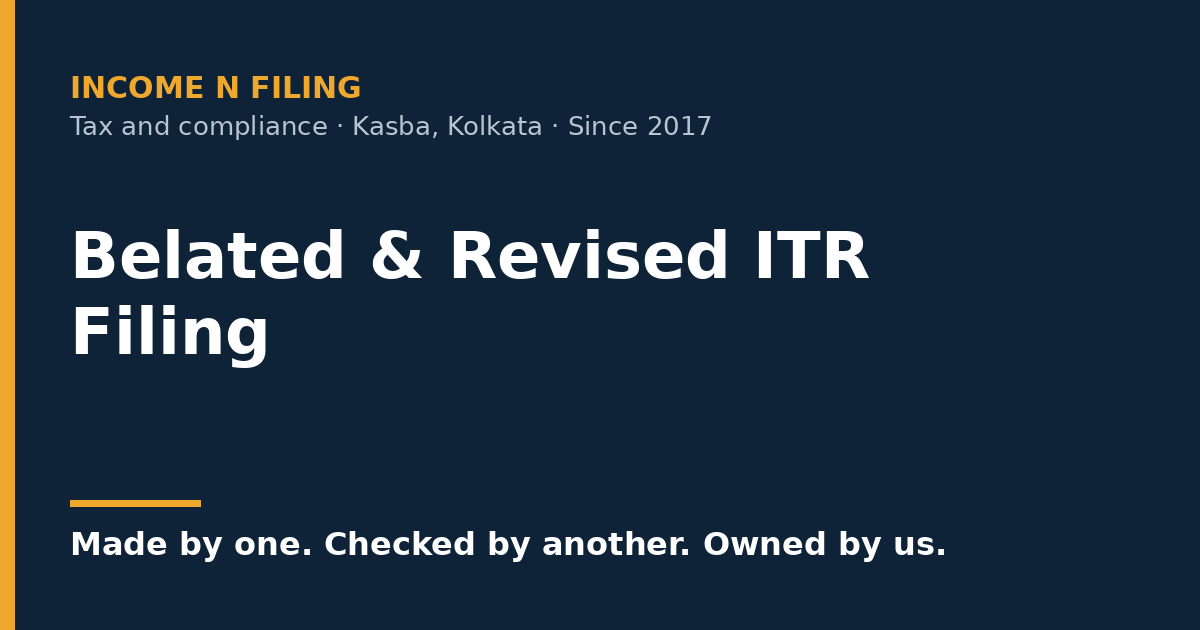 INCOME N FILING
Tax and compliance · Kasba, Kolkata · Since 2017
Belated & Revised ITR
Filing
Made by one. Checked by another. Owned by us.